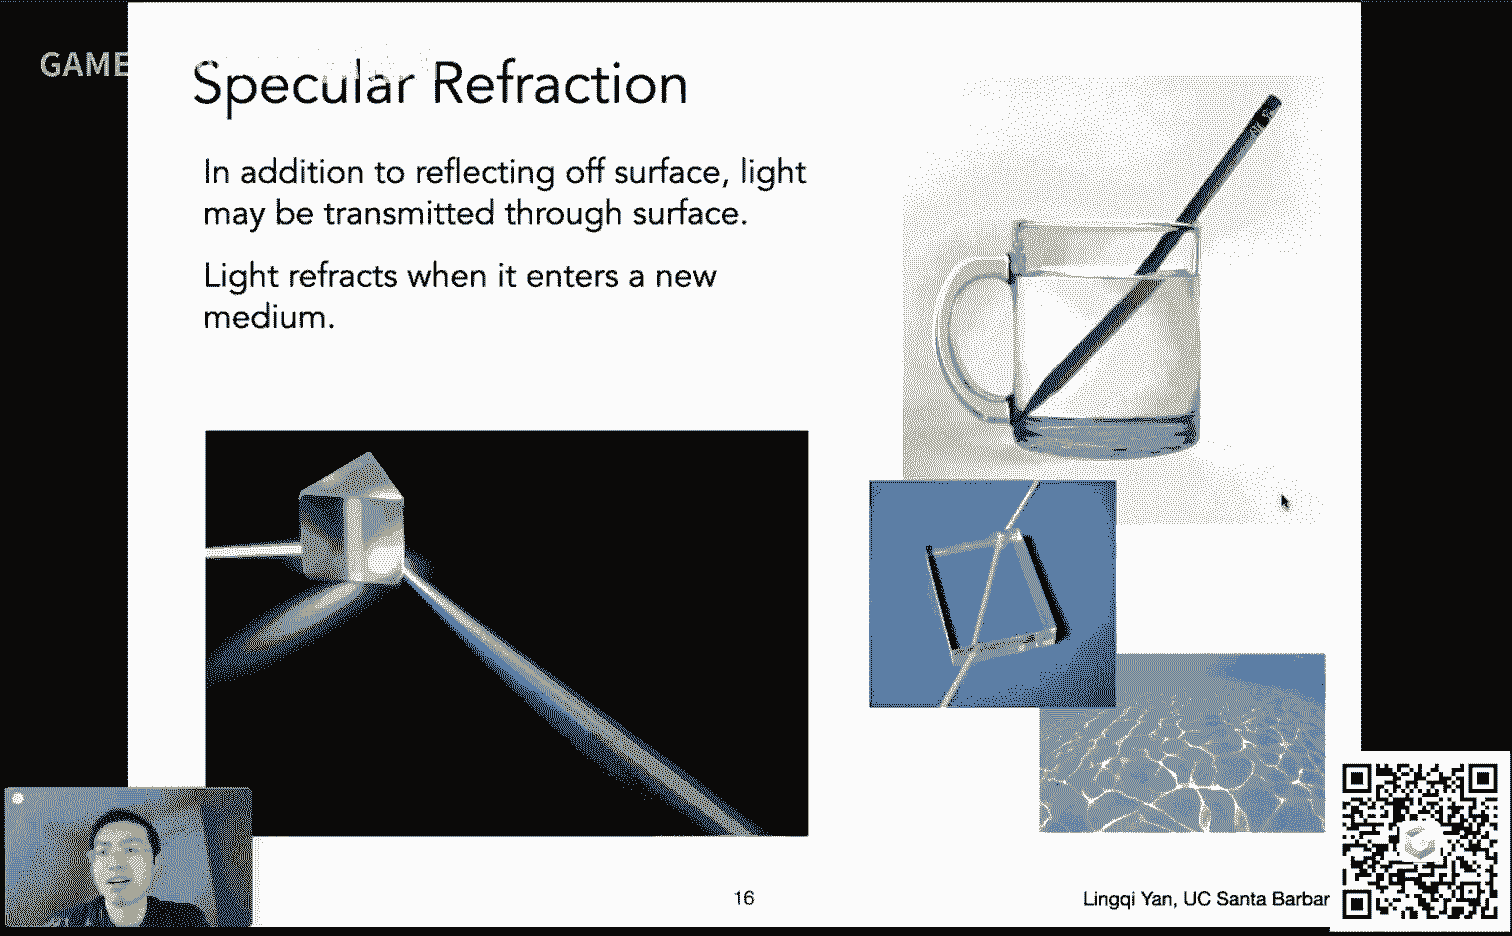 GAME
Specular Refraction
In addition to reflecting off surface, light
may be transmitted through surface.
Light refracts when it enters a new
medium.
16
Lingqi Yan, UC Santa Barbar